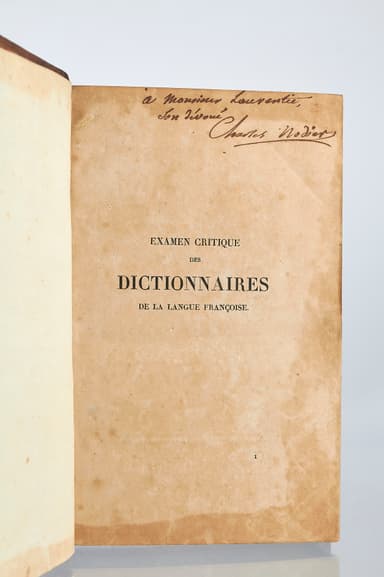 à Monsieur Laurentie,
son dévoué
Charles Nodier
EXAMEN CRITIQUE
DES
DICTIONNAIRES
DE LA LANGUE FRANÇOISE.
1